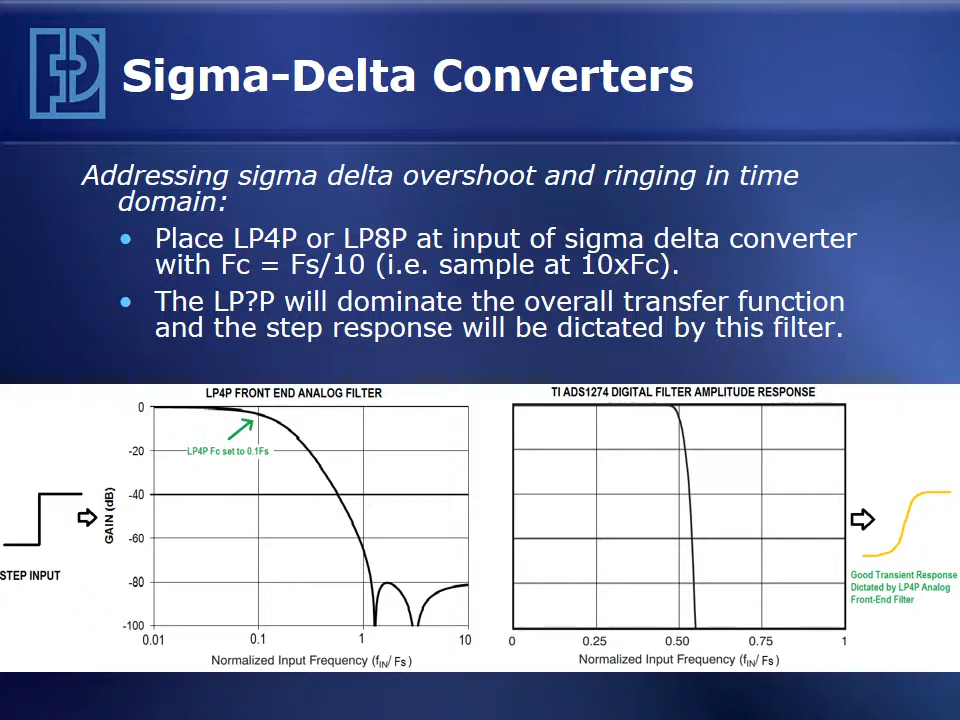 Sigma-Delta Converters
Addressing sigma delta overshoot and ringing in time
domain:
Place LP4P or LP8P at input of sigma delta converter
with Fc = Fs/10 (i.e. sample at 10xFc).
The LP?P will dominate the overall transfer function
and the step response will be dictated by this filter.
LP4P FRONT END ANALOG FILTER
0
-20
-40
-60
-80
-100
GAIN (dB)
LP4P Fc set to 0.1Fs
STEP INPUT
0.01
0.1
1
10
Normalized Input Frequency (fIN/ Fs )
TI ADS1274 DIGITAL FILTER AMPLITUDE RESPONSE
0
0.25
0.50
0.75
1
Normalized Input Frequency (fIN/ Fs )
Good Transient Response
Dictated by LP4P Analog
Front-End Filter